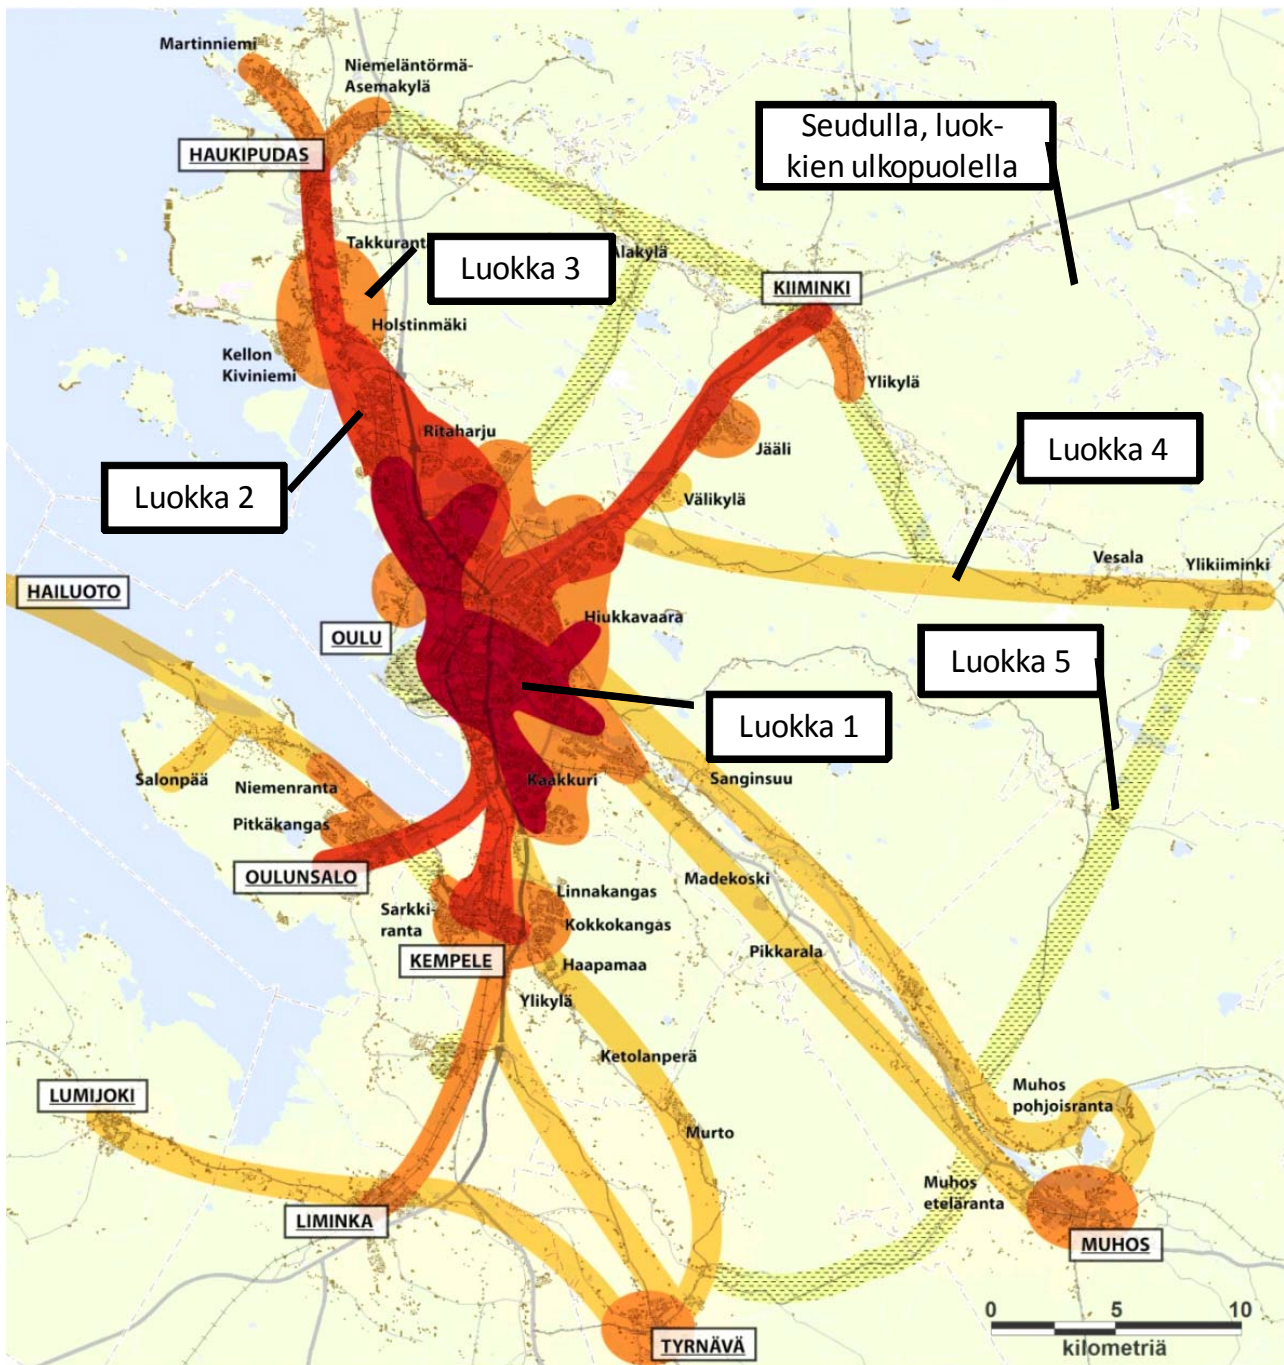 Martinniemi
Niemeläntörmä-
Asemakylä
HAUKIPUDAS
Seudulla, luok-
kien ulkopuolella
Takkuranta
Luokka 3
Alakylä
KIIMINKI
Holstinmäki
Kellon
Kiviniemi
Ylikylä
Ritaharju
Jääli
Luokka 4
Luokka 2
Välikylä
Vesala
Ylikiiminki
HAILUOTO
Hiukkavaara
OULU
Luokka 5
Luokka 1
Salonpää
Niemenranta
Kaakkuri
Sanginsuu
Pitkäkangas
OULUNSALO
Madekoski
Linnakangas
Sarkki-
ranta
Kokkokangas
KEMPELE
Haapamaa
Pikkarala
Ylikylä
Ketolanperä
LUMIJOKI
Muhos
pohjoisranta
Murto
Muhos
eteläranta
LIMINKA
MUHOS
TYRNÄVÄ
0 5 10
kilometriä